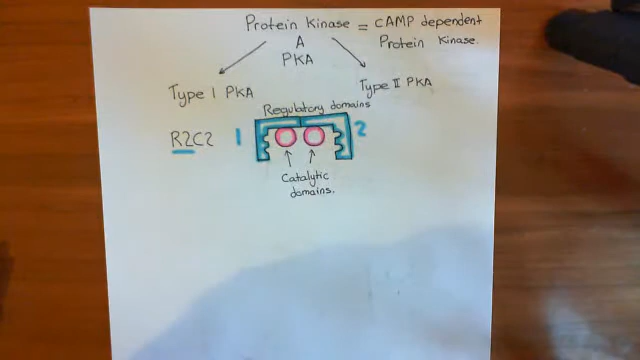 Protein Kinase = cAMP dependent
A Protein Kinase.
PKA
Type I PKA Type II PKA
Regulatory domains
R2C2 1 2
Catalytic
domains.